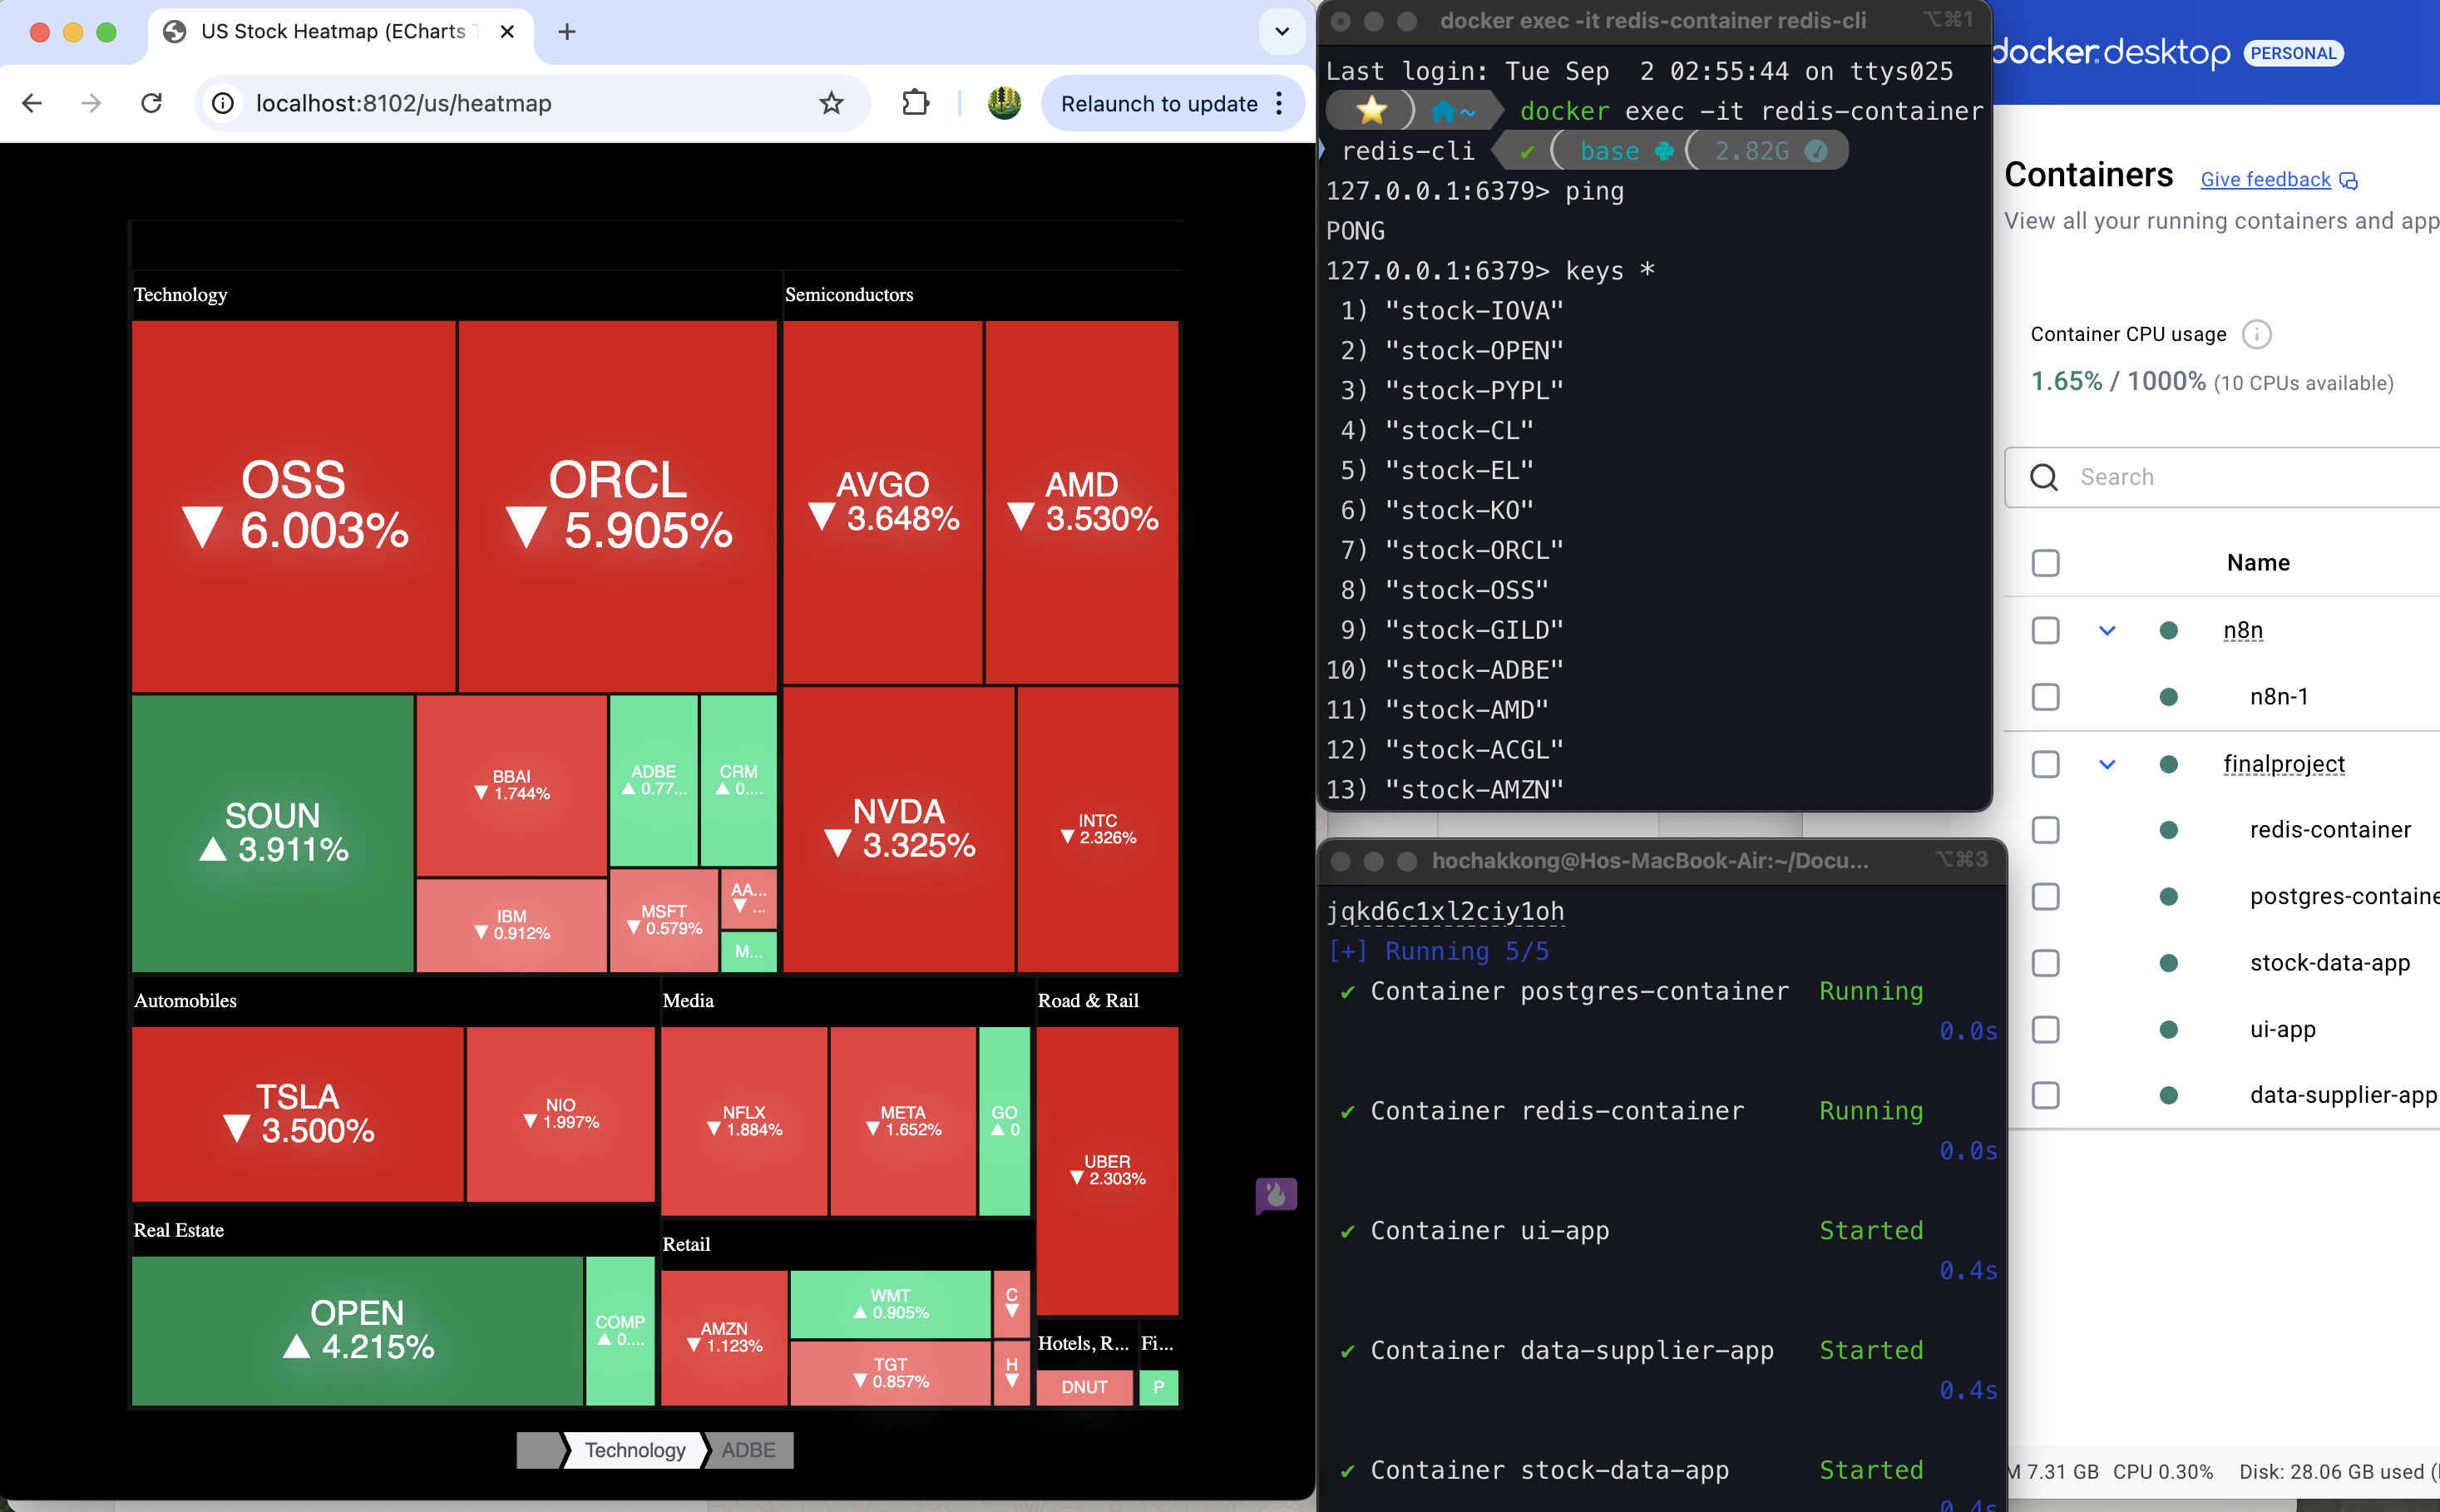 US Stock Heatmap (ECharts
localhost:8102/us/heatmap
Relaunch to update
Technology
OSS
▼ 6.003%
ORCL
▼ 5.905%
SOUN
▲ 3.911%
BBAI
▼ 1.744%
IBM
▼ 0.912%
ADBE
▲ 0.77...
CRM
▲ 0....
MSFT
▼ 0.579%
AA...
▼ ...
M...
Semiconductors
AVGO
▼ 3.648%
AMD
▼ 3.530%
NVDA
▼ 3.325%
INTC
▼ 2.326%
Automobiles
TSLA
▼ 3.500%
NIO
▼ 1.997%
Media
NFLX
▼ 1.884%
META
▼ 1.652%
GO
▲ 0
Road & Rail
UBER
▼ 2.303%
Real Estate
OPEN
▲ 4.215%
COMP
▲ 0....
Retail
AMZN
▼ 1.123%
WMT
▲ 0.905%
TGT
▼ 0.857%
C
▼
H
▼
Hotels, R...
DNUT
Fi...
P
Technology
ADBE
docker exec -it redis-container redis-cli
⌥⌘1
Last login: Tue Sep  2 02:55:44 on ttys025
~ docker exec -it redis-container
redis-cli ✔ base 2.82G
127.0.0.1:6379> ping
PONG
127.0.0.1:6379> keys *
1) "stock-IOVA"
2) "stock-OPEN"
3) "stock-PYPL"
4) "stock-CL"
5) "stock-EL"
6) "stock-KO"
7) "stock-ORCL"
8) "stock-OSS"
9) "stock-GILD"
10) "stock-ADBE"
11) "stock-AMD"
12) "stock-ACGL"
13) "stock-AMZN"
hochakkong@Hos-MacBook-Air:~/Docu...
⌥⌘3
jqkd6c1xl2ciy1oh
[+] Running 5/5
✔ Container postgres-container Running
0.0s
✔ Container redis-container Running
0.0s
✔ Container ui-app Started
0.4s
✔ Container data-supplier-app Started
0.4s
✔ Container stock-data-app Started
0.4s
docker.desktop PERSONAL
Containers
Give feedback
View all your running containers and app
Container CPU usage
1.65% / 1000% (10 CPUs available)
Search
Name
n8n
n8n-1
finalproject
redis-container
postgres-containe
stock-data-app
ui-app
data-supplier-app
M 7.31 GB CPU 0.30% Disk: 28.06 GB used (